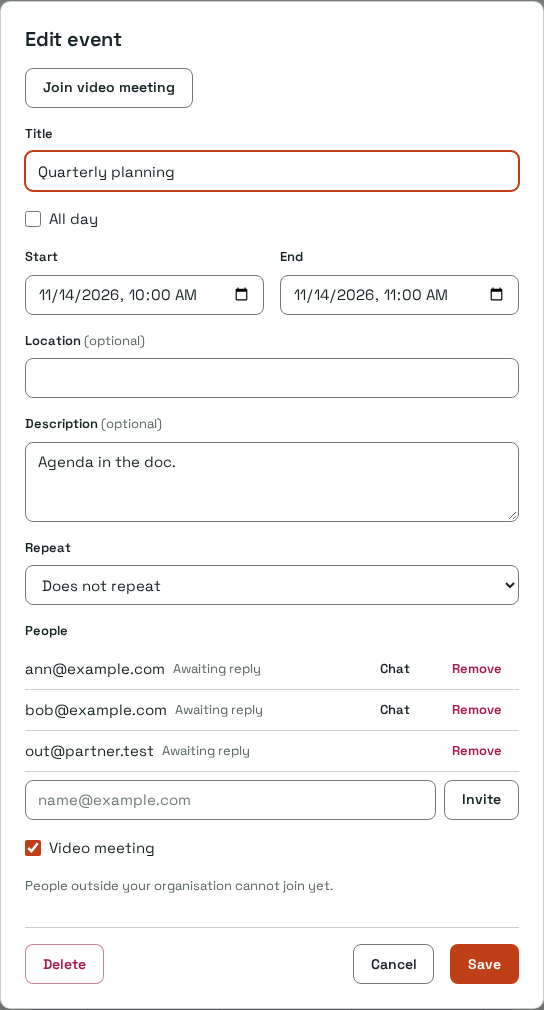 Edit event
Join video meeting
Title
Quarterly planning
All day
Start End
11/14/2026, 10:00 AM 11/14/2026, 11:00 AM
Location (optional)
Description (optional)
Agenda in the doc.
Repeat
Does not repeat
People
ann@example.com Awaiting reply Chat Remove
bob@example.com Awaiting reply Chat Remove
out@partner.test Awaiting reply Remove
name@example.com Invite
Video meeting
People outside your organisation cannot join yet.
Delete Cancel Save